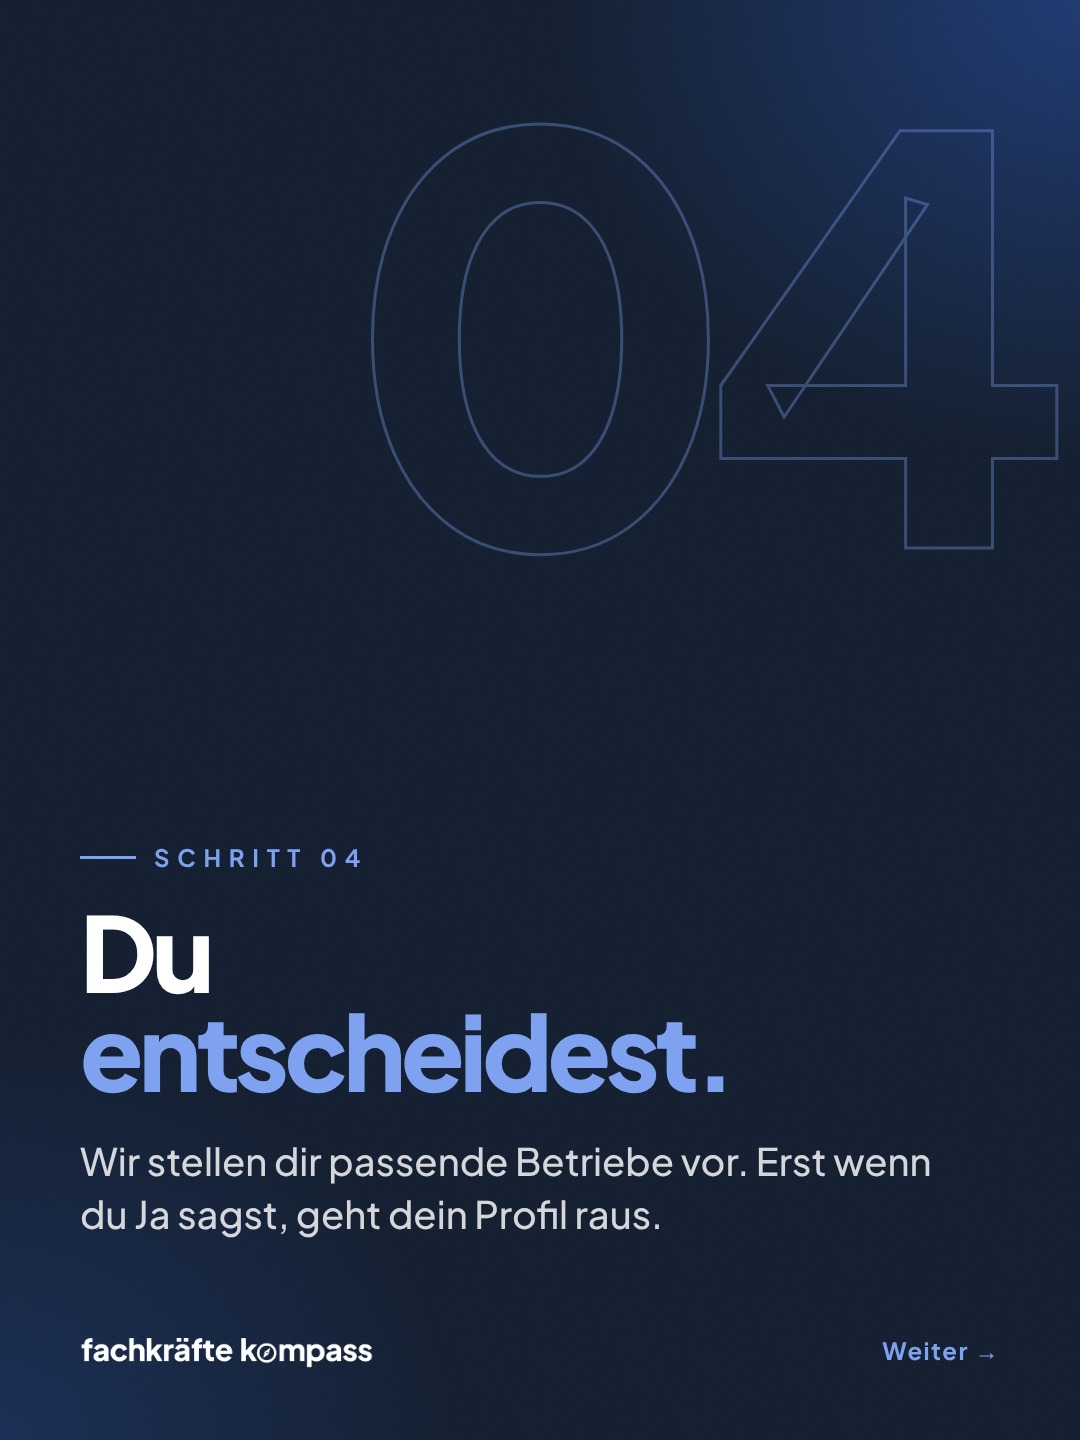 04
SCHRITT 04
Du
entscheidest.
Wir stellen dir passende Betriebe vor. Erst wenn
du Ja sagst, geht dein Profil raus.
fachkräfte kompass
Weiter →